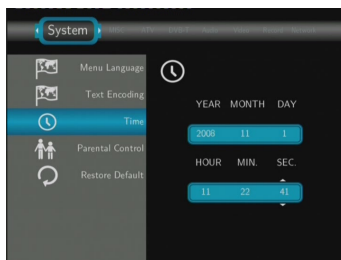 System
Misc
Menu Language
Text Encoding
Time
Parental Control
Restore Default
YEAR MONTH DAY
2008 11 1
HOUR MIN. SEC.
11 22 41